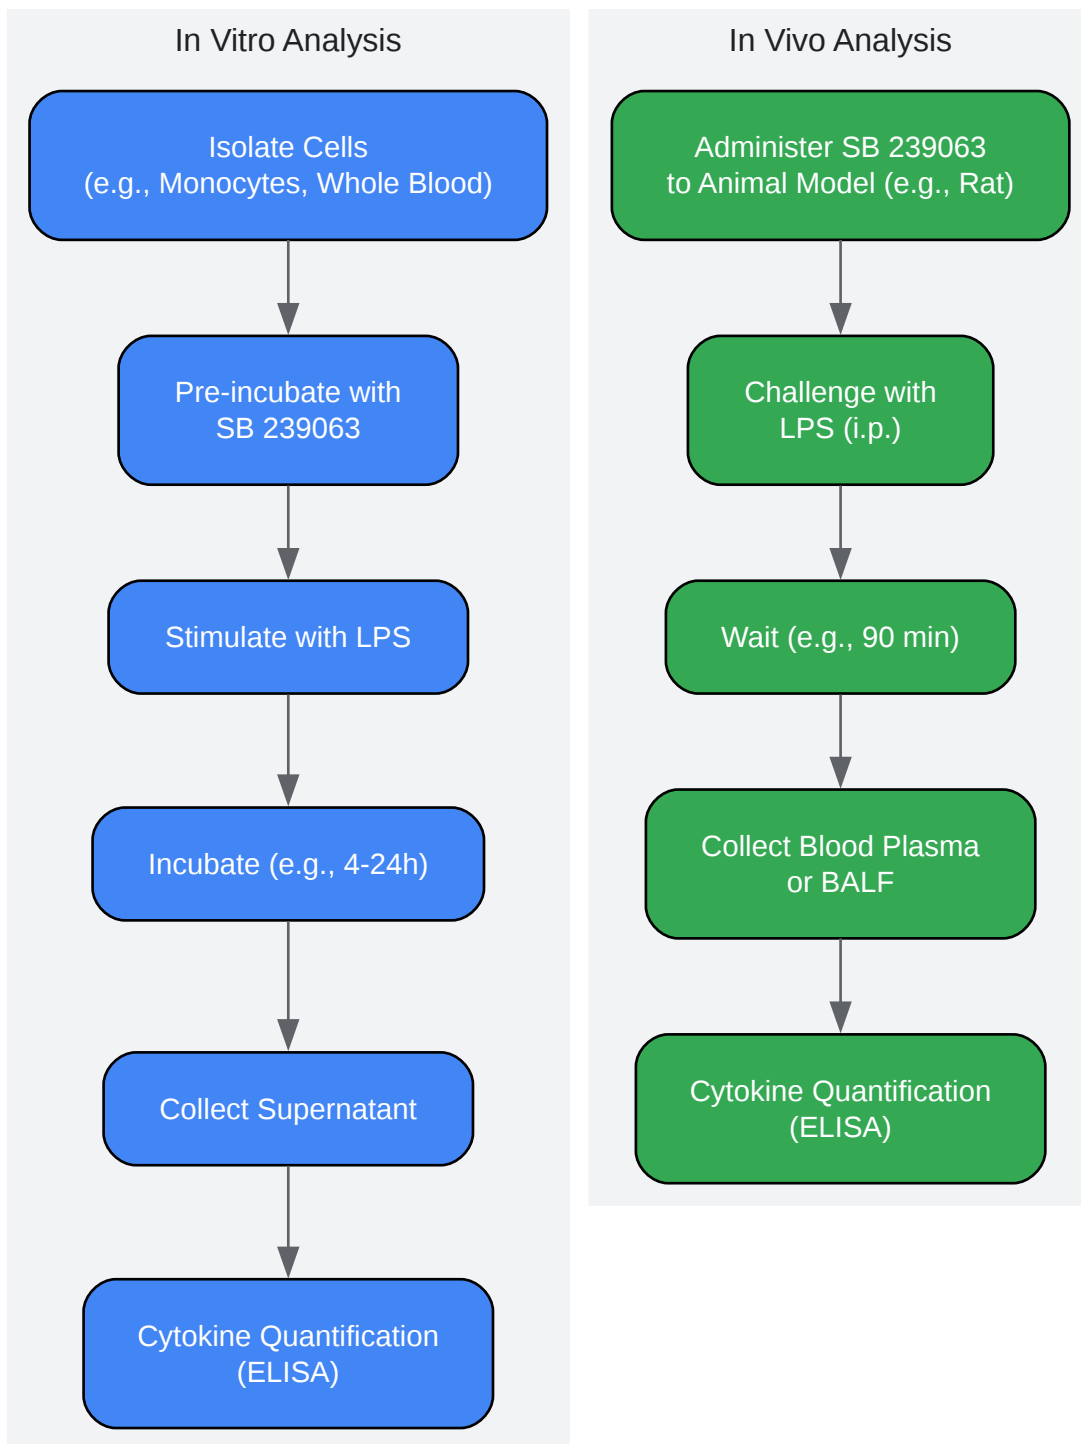 In Vitro Analysis
Isolate Cells
(e.g., Monocytes, Whole Blood)
Pre-incubate with
SB 239063
Stimulate with LPS
Incubate (e.g., 4-24h)
Collect Supernatant
Cytokine Quantification
(ELISA)
In Vivo Analysis
Administer SB 239063
to Animal Model (e.g., Rat)
Challenge with
LPS (i.p.)
Wait (e.g., 90 min)
Collect Blood Plasma
or BALF
Cytokine Quantification
(ELISA)